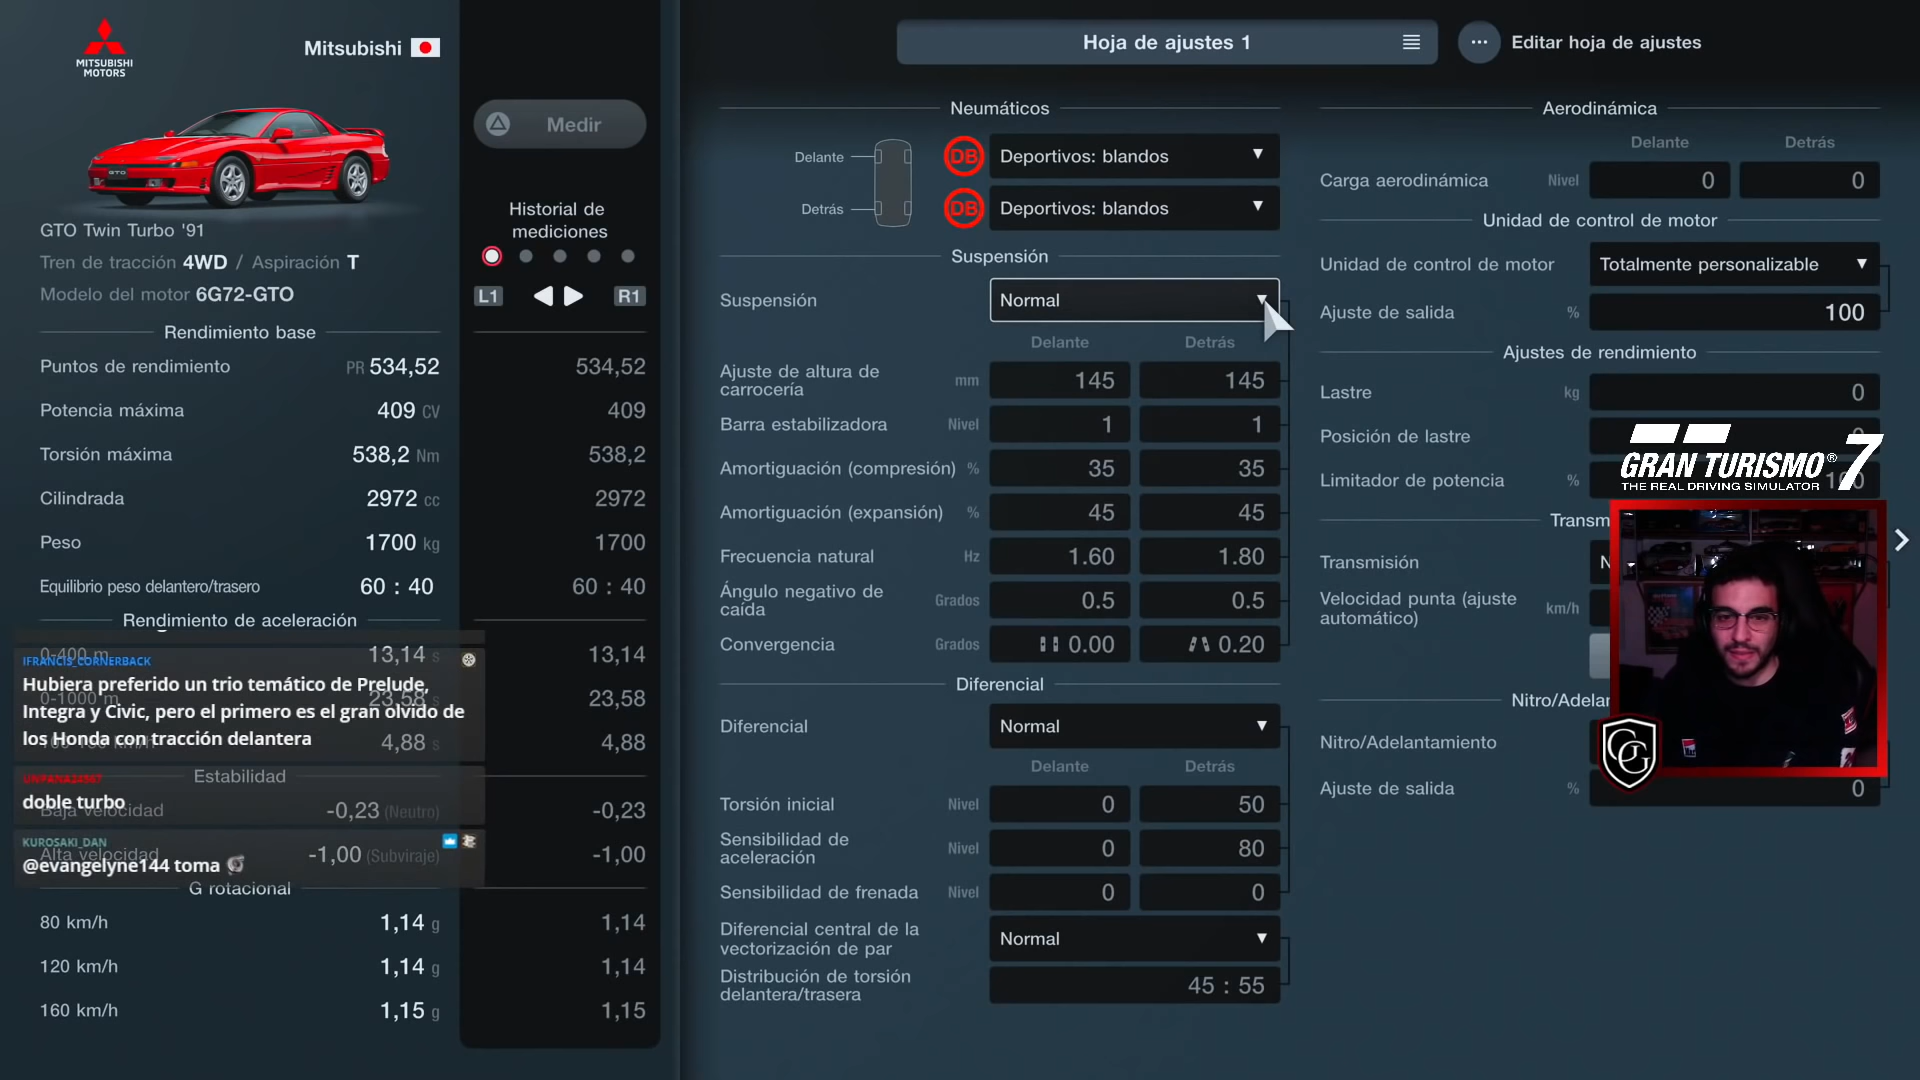 MITSUBISHI
MOTORS
Mitsubishi
GTO Twin Turbo '91
Tren de tracción 4WD / Aspiración T
Modelo del motor 6G72-GTO
Rendimiento base
Puntos de rendimiento PR 534,52
Potencia máxima 409 CV
Torsión máxima 538,2 Nm
Cilindrada 2972 cc
Peso 1700 kg
Equilibrio peso delantero/trasero 60 : 40
Rendimiento de aceleración
0-400 m 13,14 s
0-1000 m 23,58 s
4,88 s
Estabilidad
Baja velocidad -0,23 (Neutro)
Alta velocidad -1,00 (Subviraje)
G rotacional
80 km/h 1,14 g
120 km/h 1,14 g
160 km/h 1,15 g
IFRANCIS_CORNERBACK
Hubiera preferido un trio temático de Prelude,
Integra y Civic, pero el primero es el gran olvido de
los Honda con tracción delantera
doble turbo
KUROSAKI_DAN
@evangelyne144 toma
Medir
Historial de
mediciones
L1 R1
534,52
409
538,2
2972
1700
60 : 40
13,14
23,58
4,88
-0,23
-1,00
1,14
1,14
1,15
Hoja de ajustes 1
Editar hoja de ajustes
Neumáticos
Delante DB Deportivos: blandos
Detrás DB Deportivos: blandos
Suspensión
Suspensión Normal
Delante Detrás
Ajuste de altura de
carrocería mm 145 145
Barra estabilizadora Nivel 1 1
Amortiguación (compresión) % 35 35
Amortiguación (expansión) % 45 45
Frecuencia natural Hz 1.60 1.80
Ángulo negativo de
caída Grados 0.5 0.5
Convergencia Grados 0.00 0.20
Diferencial
Diferencial Normal
Delante Detrás
Torsión inicial Nivel 0 50
Sensibilidad de
aceleración Nivel 0 80
Sensibilidad de frenada Nivel 0 0
Diferencial central de la
vectorización de par Normal
Distribución de torsión
delantera/trasera 45 : 55
Aerodinámica
Delante Detrás
Carga aerodinámica Nivel 0 0
Unidad de control de motor
Unidad de control de motor Totalmente personalizable
Ajuste de salida % 100
Ajustes de rendimiento
Lastre kg 0
Posición de lastre
Limitador de potencia %
GRAN TURISMO® 7
THE REAL DRIVING SIMULATOR
Transm
Transmisión
Velocidad punta (ajuste
automático) km/h
Nitro/Adelan
Nitro/Adelantamiento
Ajuste de salida % 0
CG